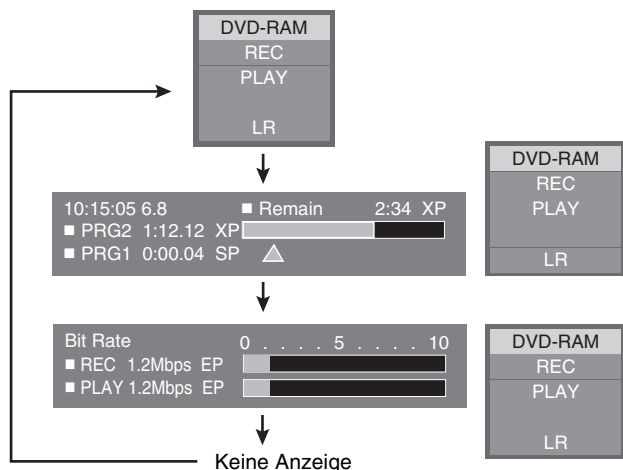 DVD-RAM
REC
PLAY
LR
10:15:05 6.8 ■ Remain 2:34 XP
■ PRG2 1:12.12 XP
■ PRG1 0:00.04 SP
DVD-RAM
REC
PLAY
LR
Bit Rate 0 . . . . 5 . . . . 10
■ REC 1.2Mbps EP
■ PLAY 1.2Mbps EP
DVD-RAM
REC
PLAY
LR
Keine Anzeige